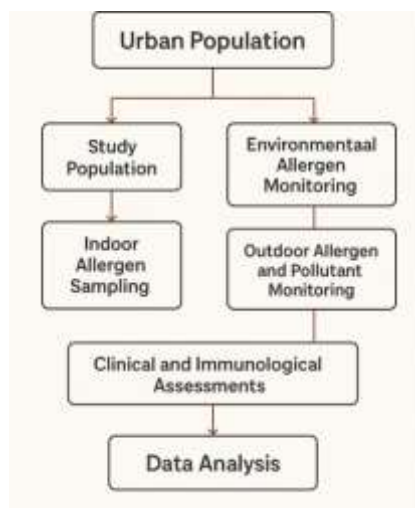 Urban Population
Study
Population
Environmentaal
Allergen
Monitoring
Indoor
Allergen
Sampling
Outdoor Allergen
and Pollutant
Monitoring
Clinical and Immunological
Assessments
Data Analysis